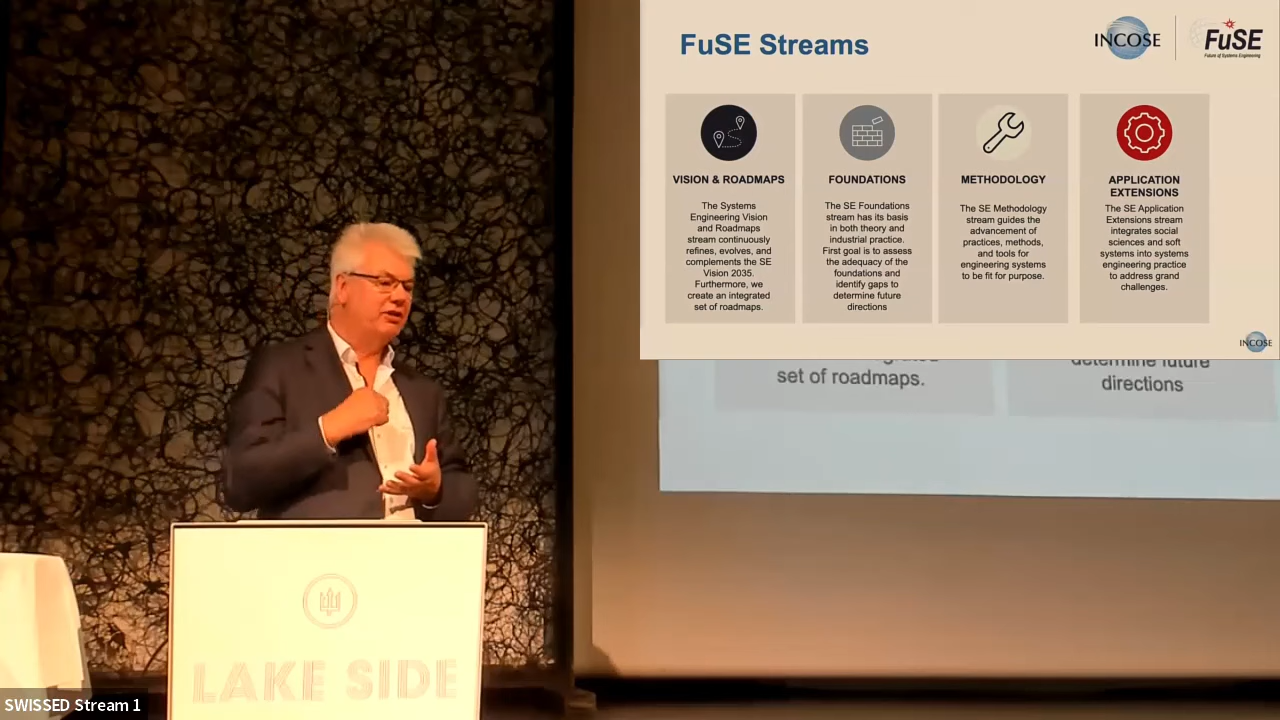 FuSE Streams
INCOSE
FuSE
Future of Systems Engineering
VISION & ROADMAPS
The Systems
Engineering Vision
and Roadmaps
stream continuously
refines, evolves, and
complements the SE
Vision 2035.
Furthermore, we
create an integrated
set of roadmaps.
FOUNDATIONS
The SE Foundations
stream has its basis
in both theory and
industrial practice.
First goal is to assess
the adequacy of the
foundations and
identify gaps to
determine future
directions
METHODOLOGY
The SE Methodology
stream guides the
advancement of
practices, methods,
and tools for
engineering systems
to be fit for purpose.
APPLICATION
EXTENSIONS
The SE Application
Extensions stream
integrates social
sciences and soft
systems into systems
engineering practice
to address grand
challenges.
INCOSE
set of roadmaps.
determine future
directions
LAKE SIDE
SWISSED Stream 1